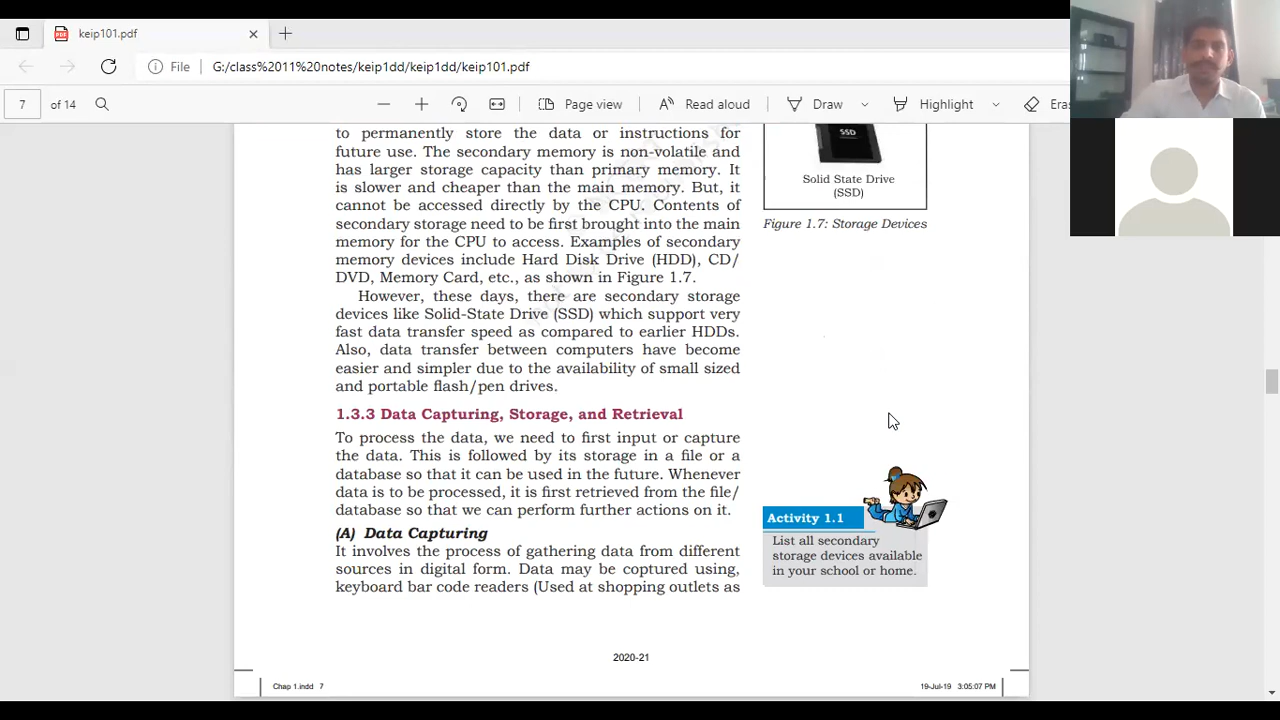 keip101.pdf
File G:/class%2011%20notes/keip1dd/keip1dd/keip101.pdf
7 of 14 Page view Read aloud Draw Highlight Eras
to permanently store the data or instructions for
future use. The secondary memory is non-volatile and
has larger storage capacity than primary memory. It
is slower and cheaper than the main memory. But, it
cannot be accessed directly by the CPU. Contents of
secondary storage need to be first brought into the main
memory for the CPU to access. Examples of secondary
memory devices include Hard Disk Drive (HDD), CD/
DVD, Memory Card, etc., as shown in Figure 1.7.
However, these days, there are secondary storage
devices like Solid-State Drive (SSD) which support very
fast data transfer speed as compared to earlier HDDs.
Also, data transfer between computers have become
easier and simpler due to the availability of small sized
and portable flash/pen drives.
1.3.3 Data Capturing, Storage, and Retrieval
To process the data, we need to first input or capture
the data. This is followed by its storage in a file or a
database so that it can be used in the future. Whenever
data is to be processed, it is first retrieved from the file/
database so that we can perform further actions on it.
(A) Data Capturing
It involves the process of gathering data from different
sources in digital form. Data may be coptured using,
keyboard bar code readers (Used at shopping outlets as
SSD
Solid State Drive
(SSD)
Figure 1.7: Storage Devices
Activity 1.1
List all secondary
storage devices available
in your school or home.
2020-21
Chap 1.indd 7
19-Jul-19 3:05:07 PM